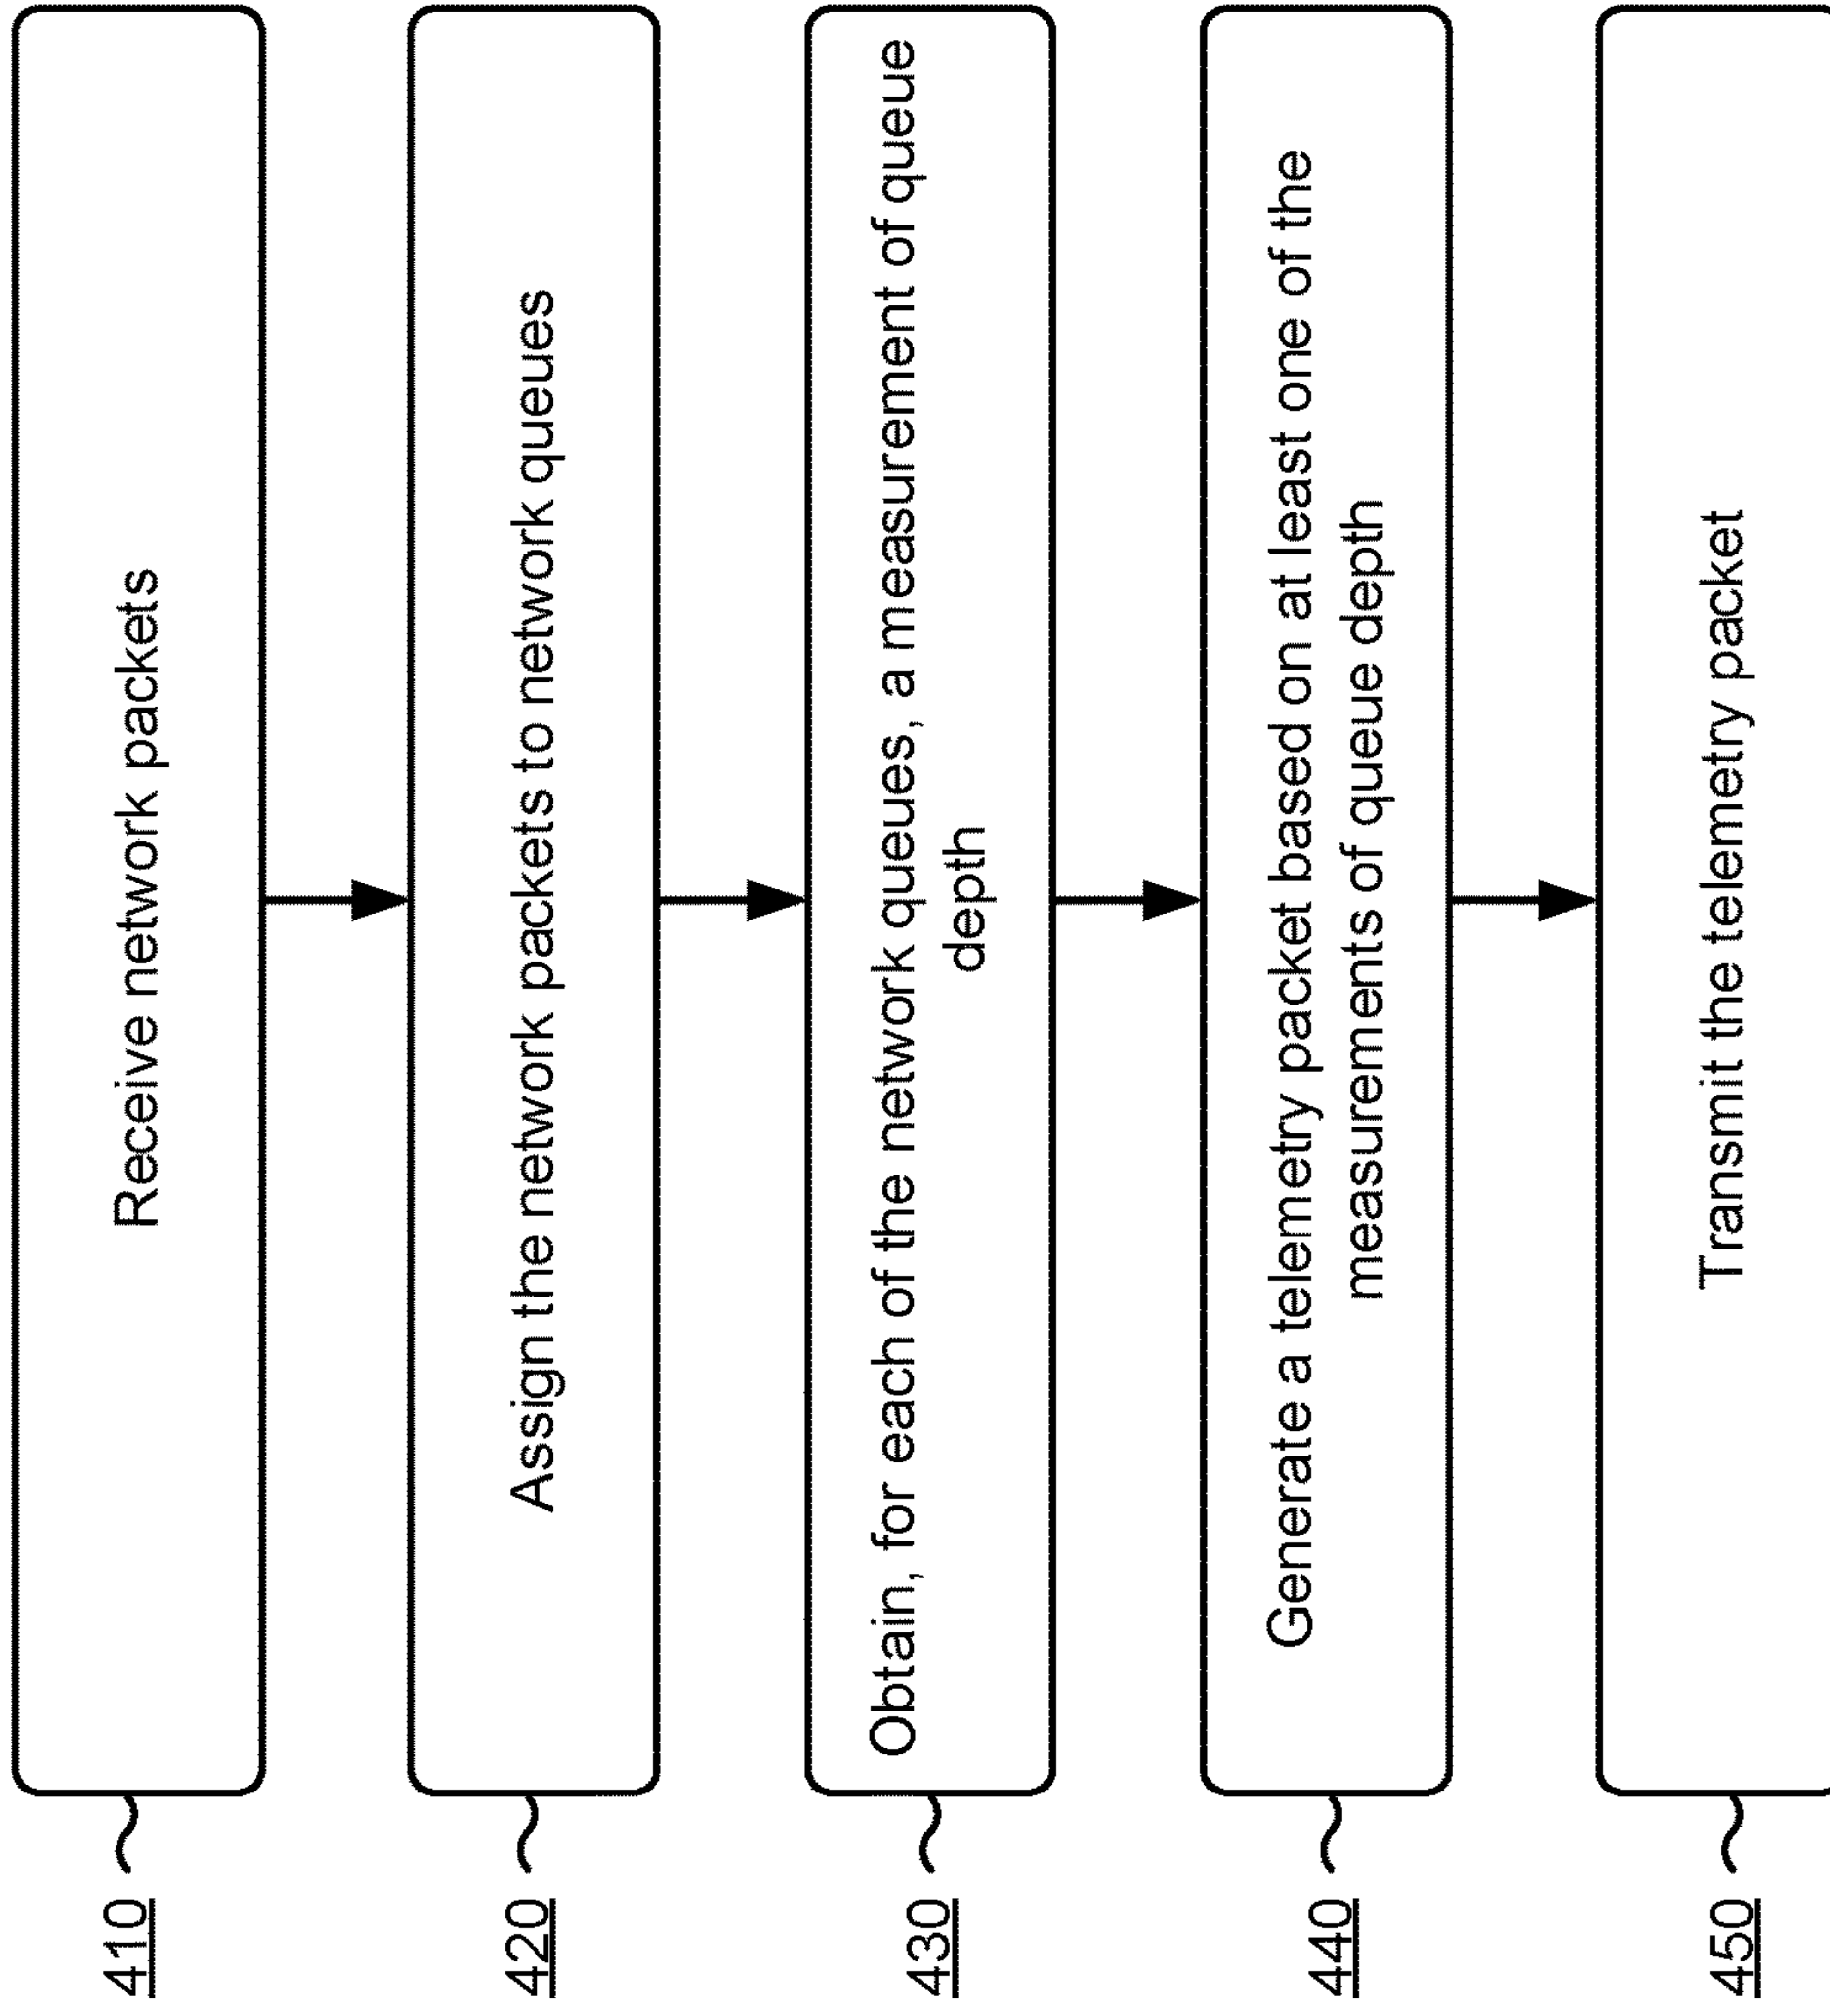 410
Receive network packets
420
Assign the network packets to network queues
430
Obtain, for each of the network queues, a measurement of queue
depth
440
Generate a telemetry packet based on at least one of the
measurements of queue depth
450
Transmit the telemetry packet